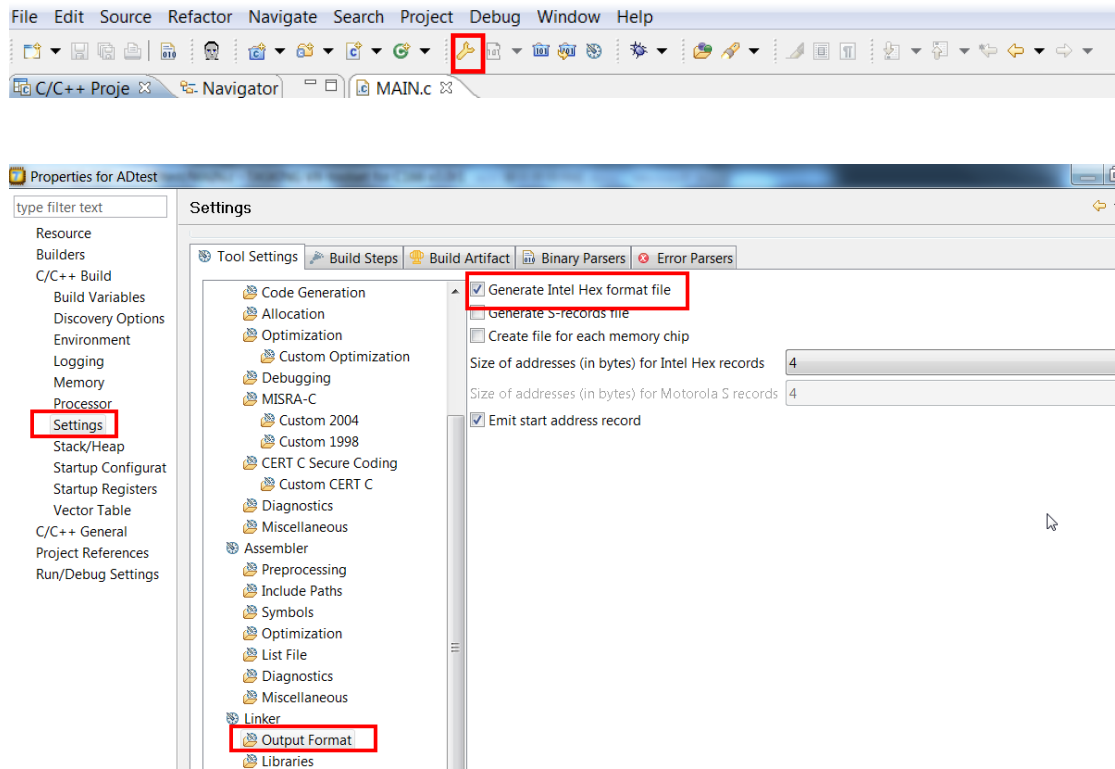 File Edit Source Refactor Navigate Search Project Debug Window Help
C/C++ Proje Navigator MAIN.c
Properties for ADtest
type filter text
Settings
Resource
Builders
C/C++ Build
Build Variables
Discovery Options
Environment
Logging
Memory
Processor
Settings
Stack/Heap
Startup Configurat
Startup Registers
Vector Table
C/C++ General
Project References
Run/Debug Settings
Tool Settings Build Steps Build Artifact Binary Parsers Error Parsers
Code Generation
Allocation
Optimization
Custom Optimization
Debugging
MISRA-C
Custom 2004
Custom 1998
CERT C Secure Coding
Custom CERT C
Diagnostics
Miscellaneous
Assembler
Preprocessing
Include Paths
Symbols
Optimization
List File
Diagnostics
Miscellaneous
Linker
Output Format
Libraries
Generate Intel Hex format file
Generate S-records file
Create file for each memory chip
Size of addresses (in bytes) for Intel Hex records 4
Size of addresses (in bytes) for Motorola S records 4
Emit start address record